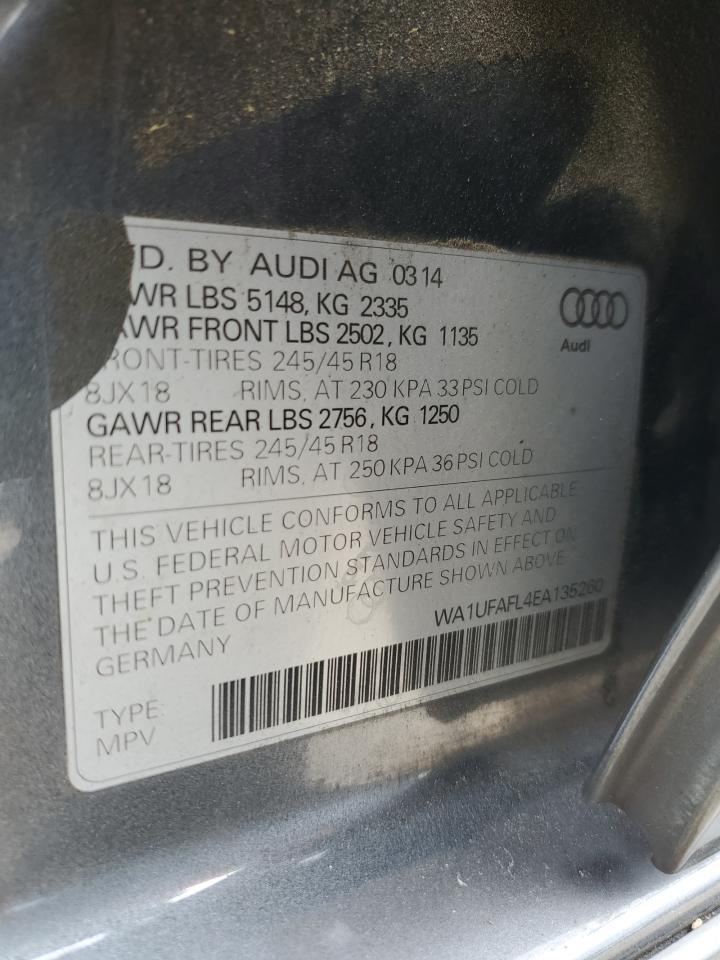 D. BY AUDI AG 0314
WR LBS 5148, KG 2335
AWR FRONT LBS 2502, KG 1135
RONT-TIRES 245/45 R18
8JX18 RIMS, AT 230 KPA 33 PSI COLD
GAWR REAR LBS 2756, KG 1250
REAR-TIRES 245/45 R18
8JX18 RIMS, AT 250 KPA 36 PSI COLD
Audi
THIS VEHICLE CONFORMS TO ALL APPLICABLE
U.S. FEDERAL MOTOR VEHICLE SAFETY AND
THEFT PREVENTION STANDARDS IN EFFECT ON
THE DATE OF MANUFACTURE SHOWN ABOVE
GERMANY
WA1UFAFL4EA135260
TYPE:
MPV